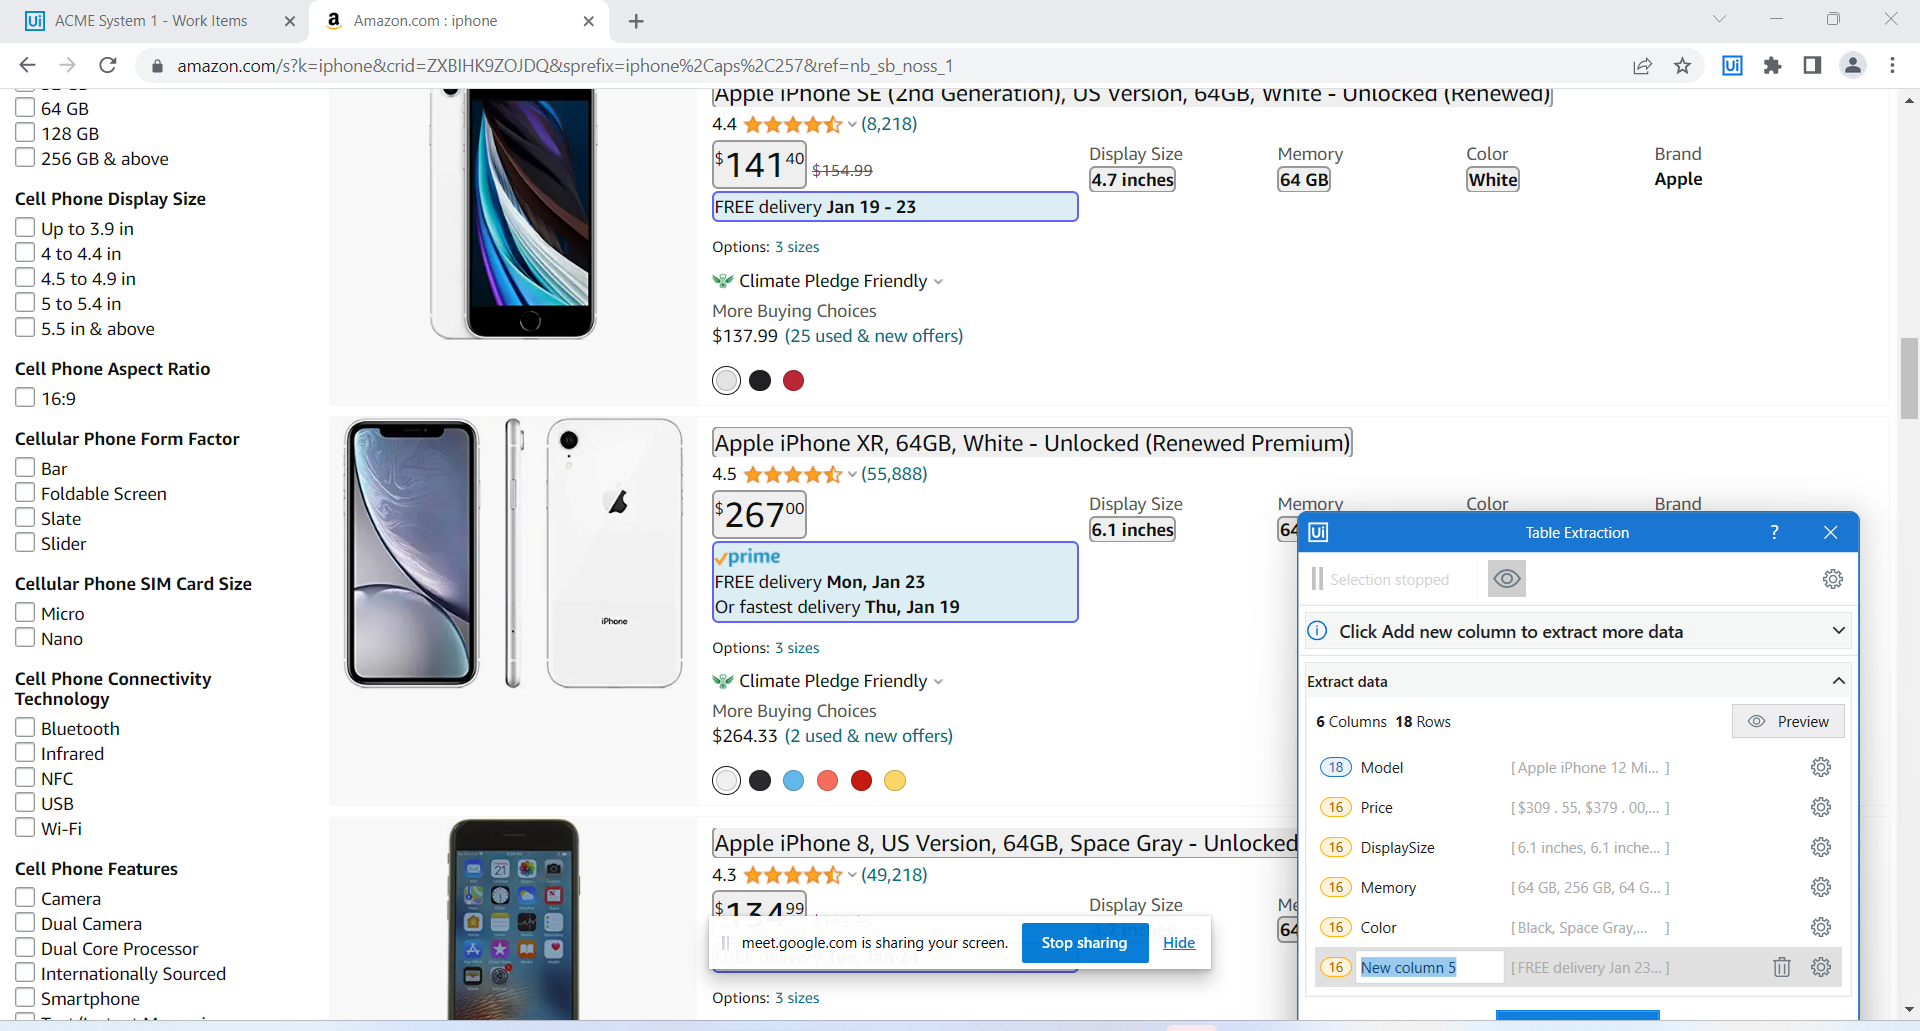 ACME System 1 - Work Items
Amazon.com : iphone
amazon.com/s?k=iphone&crid=ZXBIHK9ZOJDQ&sprefix=iphone%2Caps%2C257&ref=nb_sb_noss_1
64 GB
128 GB
256 GB & above
Cell Phone Display Size
Up to 3.9 in
4 to 4.4 in
4.5 to 4.9 in
5 to 5.4 in
5.5 in & above
Cell Phone Aspect Ratio
16:9
Cellular Phone Form Factor
Bar
Foldable Screen
Slate
Slider
Cellular Phone SIM Card Size
Micro
Nano
Cell Phone Connectivity
Technology
Bluetooth
Infrared
NFC
USB
Wi-Fi
Cell Phone Features
Camera
Dual Camera
Dual Core Processor
Internationally Sourced
Smartphone
Apple iPhone SE (2nd Generation), US Version, 64GB, White - Unlocked (Renewed)
4.4 (8,218)
$141 40 $154.99
FREE delivery Jan 19 - 23
Display Size Memory Color Brand
4.7 inches 64 GB White Apple
Options: 3 sizes
Climate Pledge Friendly
More Buying Choices
$137.99 (25 used & new offers)
iPhone
Apple iPhone XR, 64GB, White - Unlocked (Renewed Premium)
4.5 (55,888)
$267 00
Display Size Memory Color Brand
6.1 inches 64
prime
FREE delivery Mon, Jan 23
Or fastest delivery Thu, Jan 19
Options: 3 sizes
Climate Pledge Friendly
More Buying Choices
$264.33 (2 used & new offers)
Apple iPhone 8, US Version, 64GB, Space Gray - Unlocked
4.3 (49,218)
$134 99
Display Size Me
64
FREE delivery Tue, Jan 24
Options: 3 sizes
meet.google.com is sharing your screen. Stop sharing Hide
Ui Table Extraction ?
Selection stopped
Click Add new column to extract more data
Extract data
6 Columns 18 Rows Preview
18 Model [ Apple iPhone 12 Mi... ]
16 Price [ $309 . 55, $379 . 00,... ]
16 DisplaySize [ 6.1 inches, 6.1 inche... ]
16 Memory [ 64 GB, 256 GB, 64 G... ]
16 Color [ Black, Space Gray,... ]
16 New column 5 [ FREE delivery Jan 23... ]